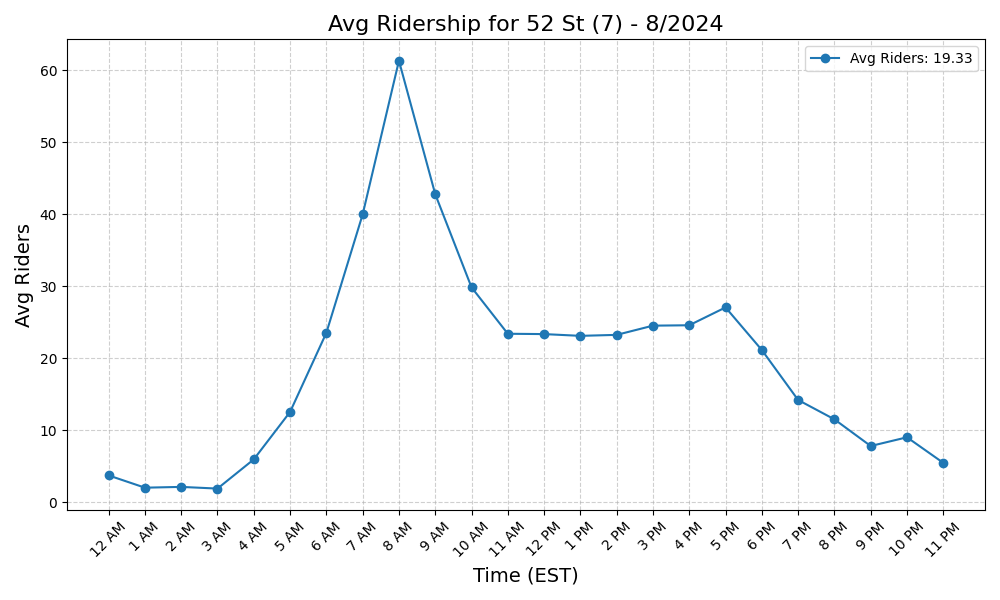 Avg Ridership for 52 St (7) - 8/2024
Avg Riders: 19.33
Avg Riders
60
50
40
30
20
10
0
12 AM
1 AM
2 AM
3 AM
4 AM
5 AM
6 AM
7 AM
8 AM
9 AM
10 AM
11 AM
12 PM
1 PM
2 PM
3 PM
4 PM
5 PM
6 PM
7 PM
8 PM
9 PM
10 PM
11 PM
Time (EST)